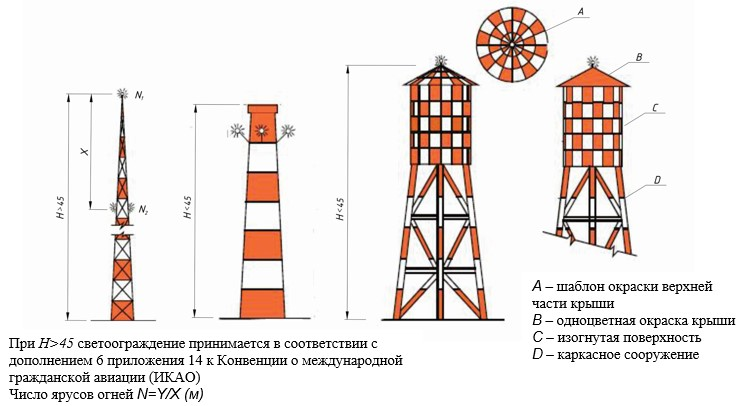 A
B
C
D
N₁
N₂
X
H>45
H<45
H<45
A – шаблон окраски верхней
части крыши
B – одноцветная окраска крыши
C – изогнутая поверхность
D – каркасное сооружение
При H>45 светоограждение принимается в соответствии с
дополнением 6 приложения 14 к Конвенции о международной
гражданской авиации (ИКАО)
Число ярусов огней N=Y/X (м)